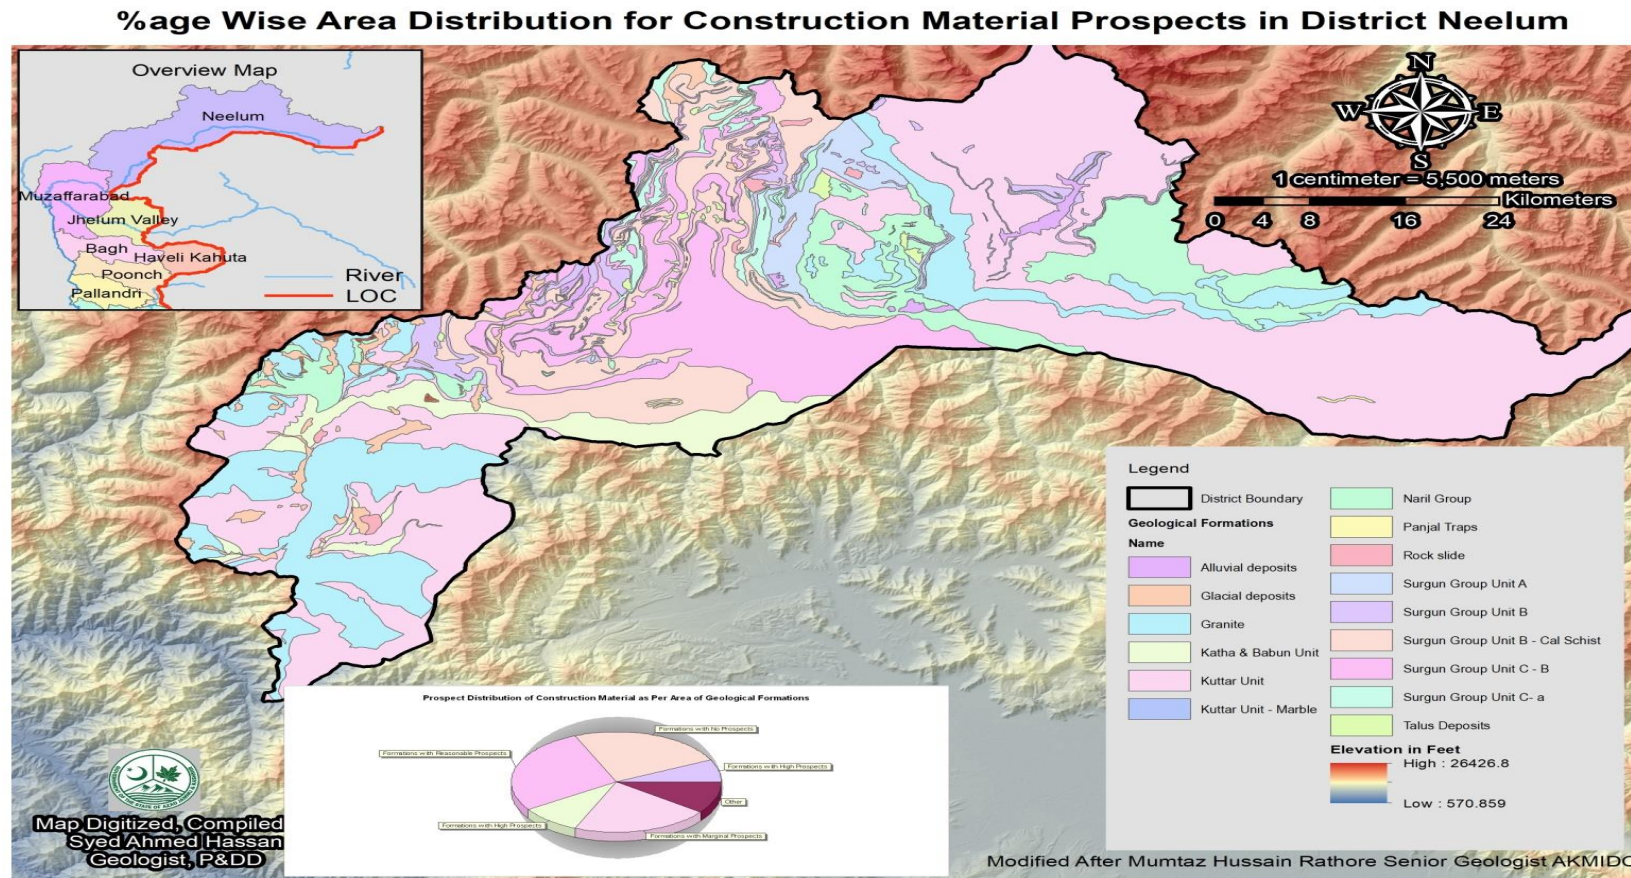 %age Wise Area Distribution for Construction Material Prospects in District Neelum
Overview Map
Neelum
Muzaffarabad
Jhelum Valley
Bagh
Haveli Kahuta
Poonch
Pallandri
River
LOC
N
W
E
S
1 centimeter = 5,500 meters
Kilometers
0 4 8 16 24
Legend
District Boundary
Geological Formations
Name
Alluvial deposits
Glacial deposits
Granite
Katha & Babun Unit
Kuttar Unit
Kuttar Unit - Marble
Naril Group
Panjal Traps
Rock slide
Surgun Group Unit A
Surgun Group Unit B
Surgun Group Unit B - Cal Schist
Surgun Group Unit C - B
Surgun Group Unit C- a
Talus Deposits
Elevation in Feet
High : 26426.8
Low : 570.859
Prospect Distribution of Construction Material as Per Area of Geological Formations
Formations with No Prospects
Formations with Reasonable Prospects
Formations with High Prospects
Other
Formations with High Prospects
Formations with Marginal Prospects
Map Digitized, Compiled
Syed Ahmed Hassan
Geologist, P&DD
Modified After Mumtaz Hussain Rathore Senior Geologist AKMIDC